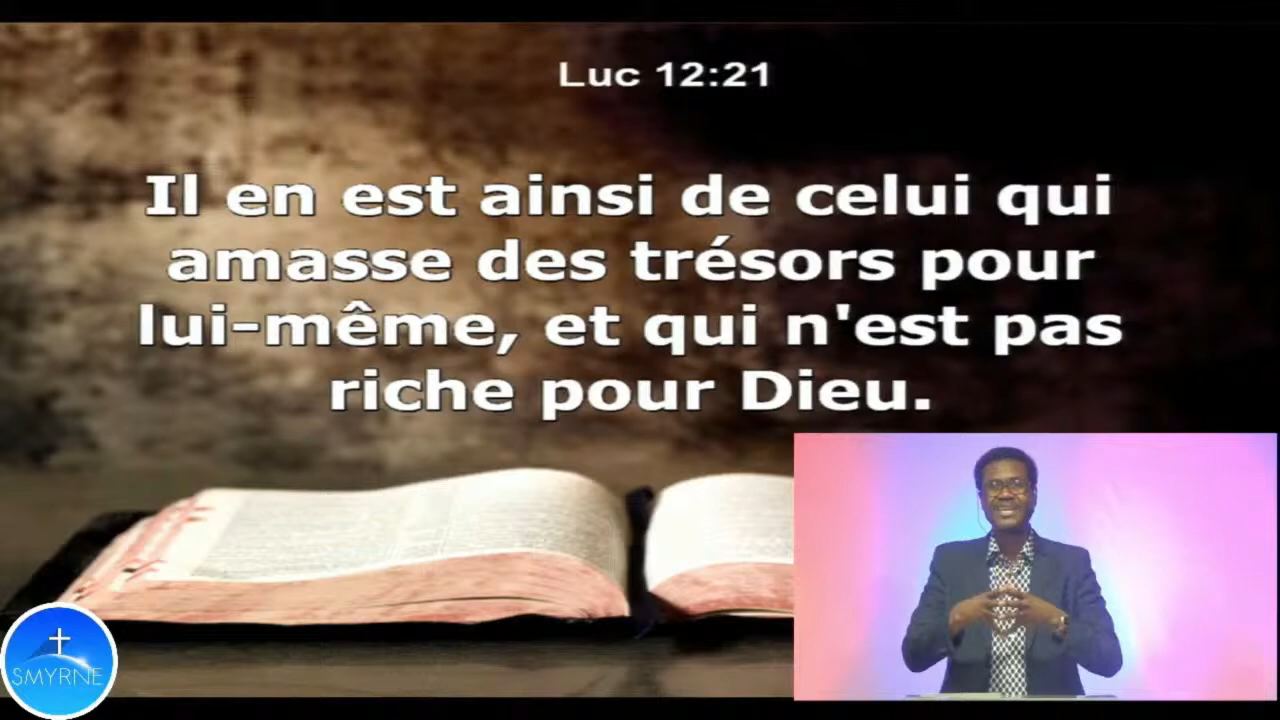 Luc 12:21
Il en est ainsi de celui qui
amasse des trésors pour
lui-même, et qui n'est pas
riche pour Dieu.
SMYRNE